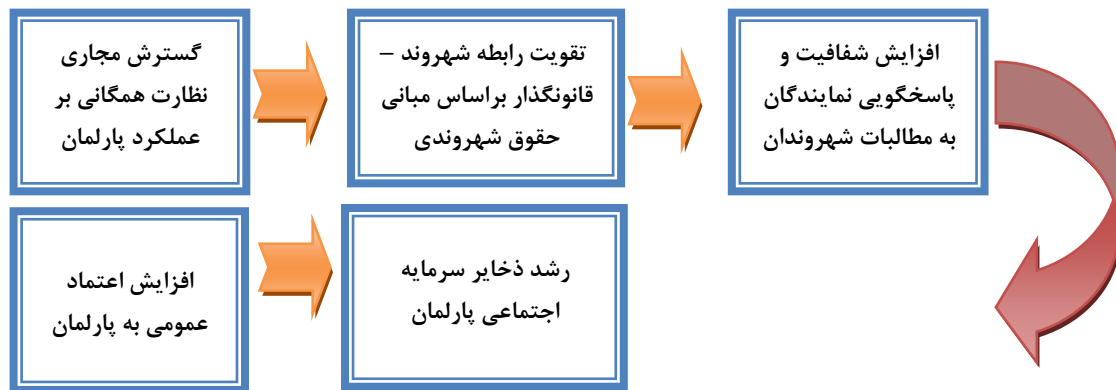 گسترش مجاری
نظارت همگانی بر
عملکرد پارلمان
تقویت رابطه شهروند –
قانونگذار براساس مبانی
حقوق شهروندی
افزایش شفافیت و
پاسخگویی نمایندگان
به مطالبات شهروندان
افزایش اعتماد
عمومی به پارلمان
رشد ذخایر سرمایه
اجتماعی پارلمان